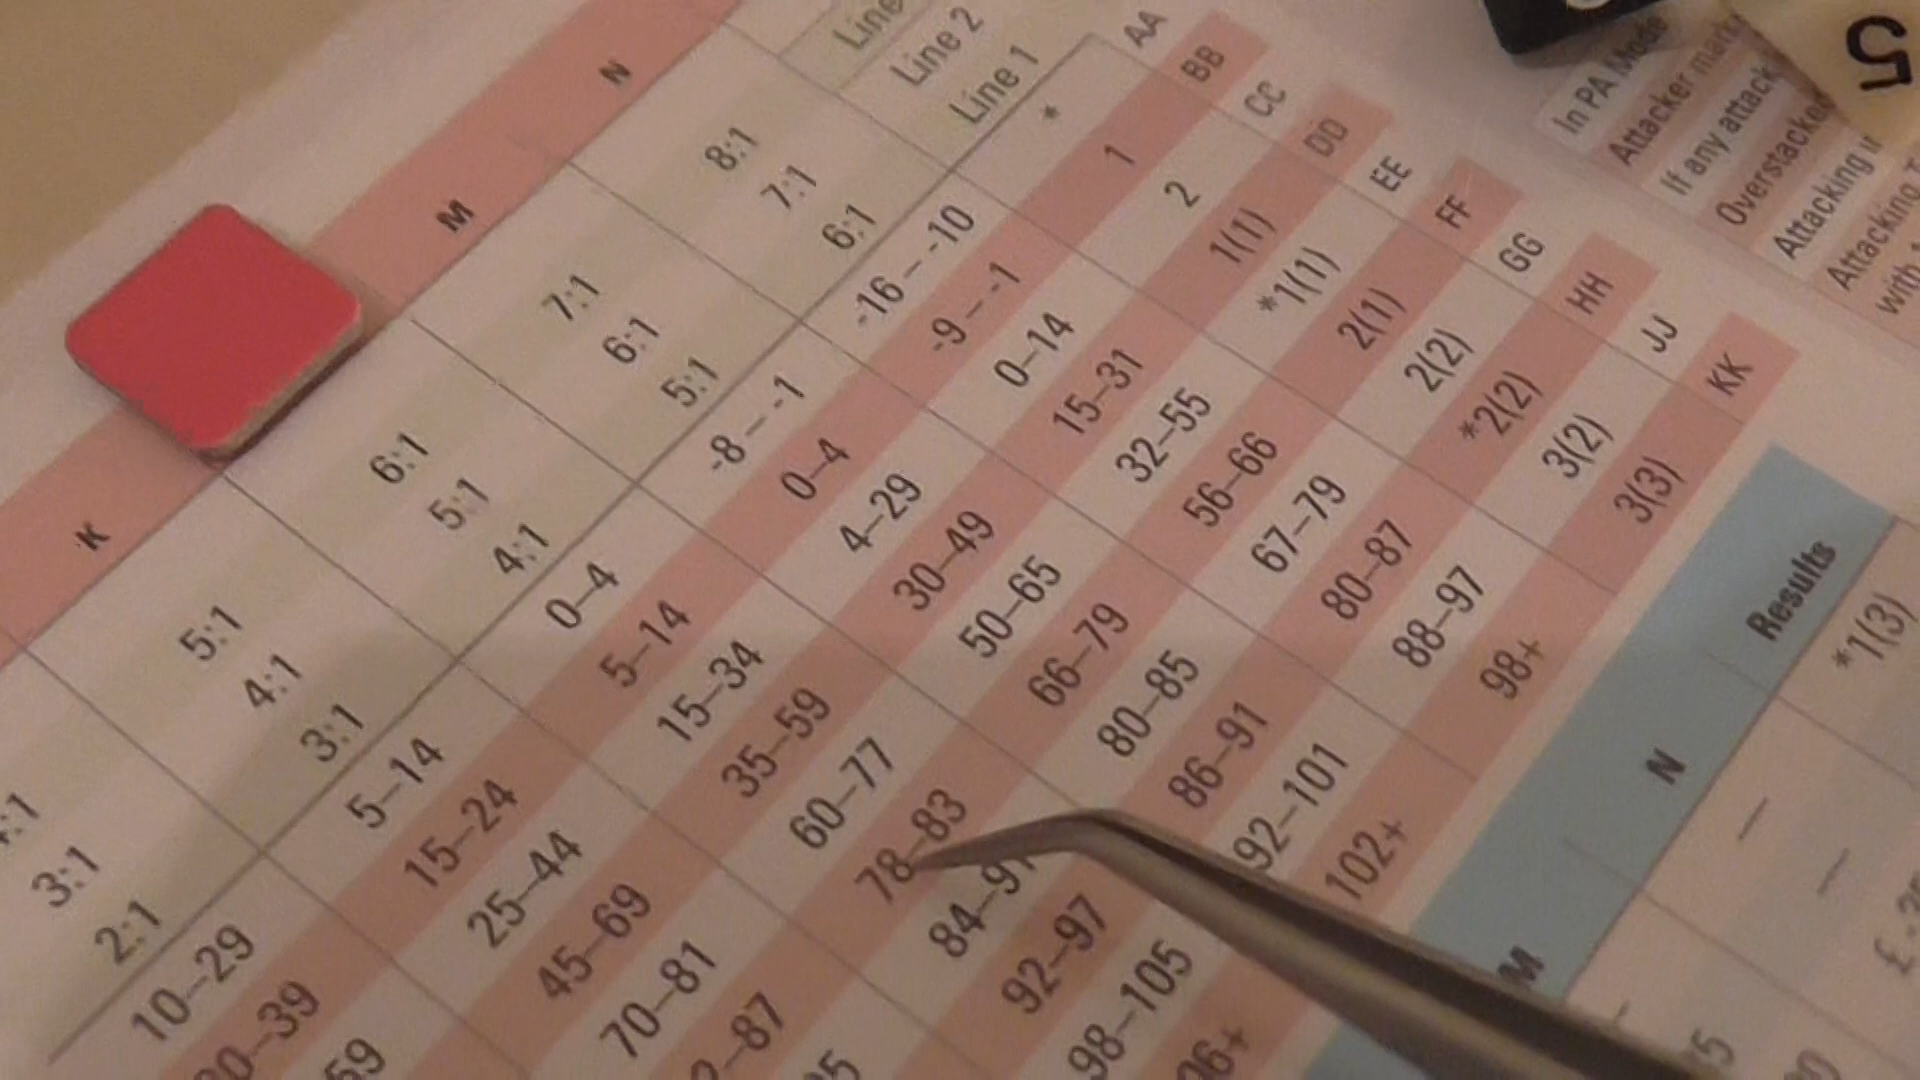 K M N
5:1 6:1 7:1 8:1 Line
3:1 4:1 5:1 6:1 7:1 Line 2
2:1 3:1 4:1 5:1 6:1 Line 1
10–29 5–14 0–4 -8 – -1 -16 – -10 * AA
15–24 5–14 0–4 -9 – -1 1 BB
25–44 15–34 4–29 0–14 2 CC
45–69 35–59 30–49 15–31 1(1) DD
70–81 60–77 50–65 32–55 *1(1) EE
78–83 66–79 56–66 2(1) FF
84–91 80–85 67–79 2(2) GG
92–97 86–91 80–87 *2(2) HH
98–105 92–101 88–97 3(2) JJ
102+ 98+ 3(3) KK
M N Results
*1(3)
In PA Mode
Attacker
If any attack
Overstacked
Attacking
Attacking
with
5